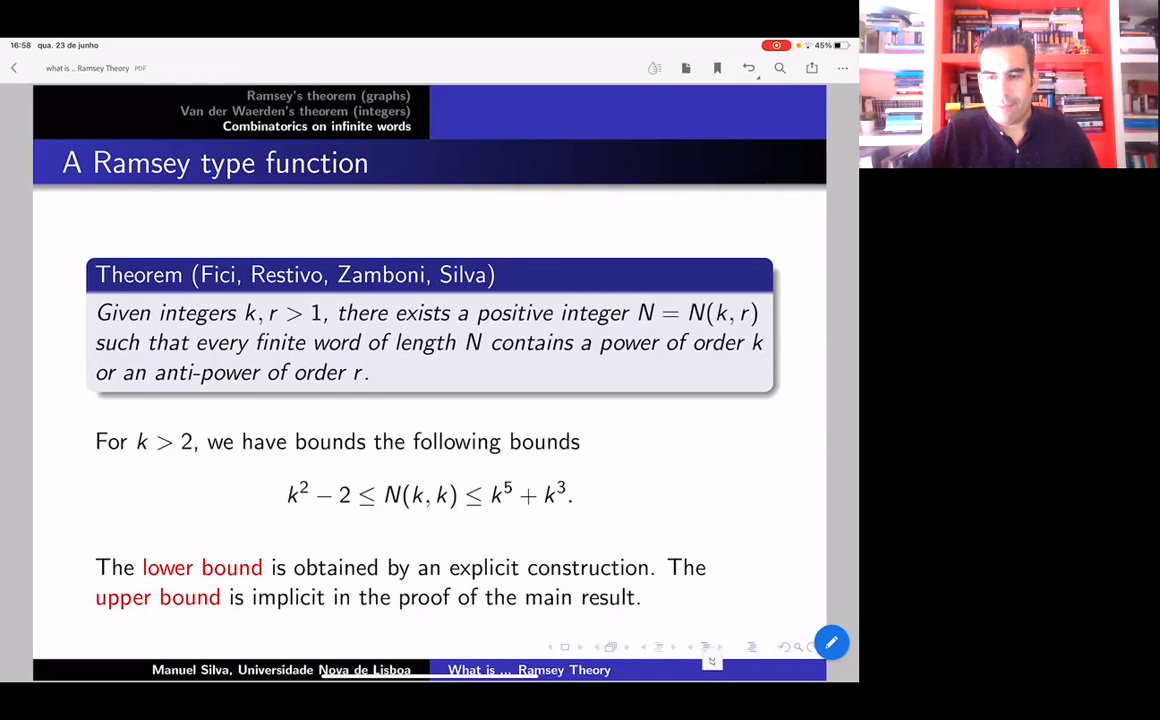 16:58 qua. 23 de junho
45%
what is .. Ramsey Theory PDF
Ramsey's theorem (graphs)
Van der Waerden's theorem (integers)
Combinatorics on infinite words
A Ramsey type function
Theorem (Fici, Restivo, Zamboni, Silva)
Given integers k, r > 1, there exists a positive integer N = N(k, r)
such that every finite word of length N contains a power of order k
or an anti-power of order r.
For k > 2, we have bounds the following bounds
k² − 2 ≤ N(k, k) ≤ k⁵ + k³.
The lower bound is obtained by an explicit construction. The
upper bound is implicit in the proof of the main result.
Manuel Silva, Universidade Nova de Lisboa
What is ... Ramsey Theory